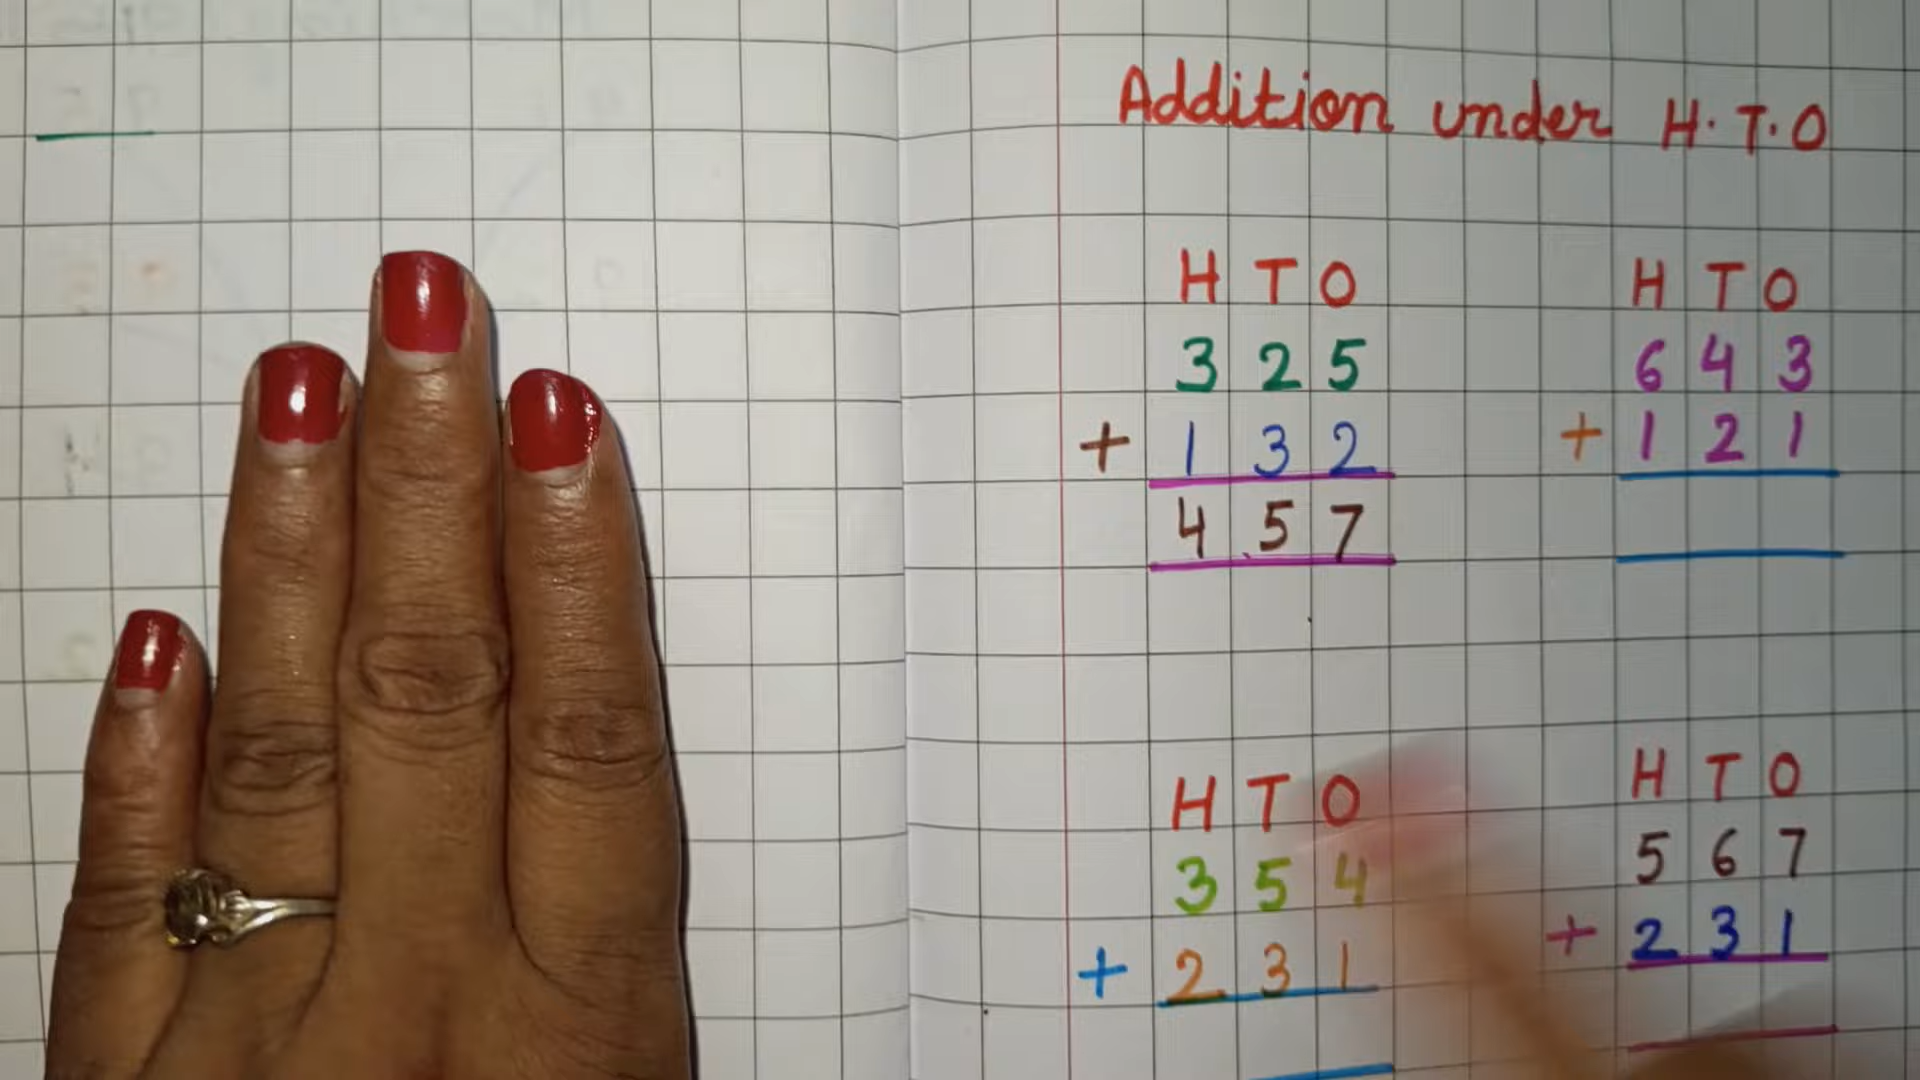 Addition under H.T.O
H T O
3 2 5
+ 1 3 2
4 5 7
H T O
6 4 3
+ 1 2 1
H T O
3 5 4
+ 2 3 1
H T O
5 6 7
+ 2 3 1